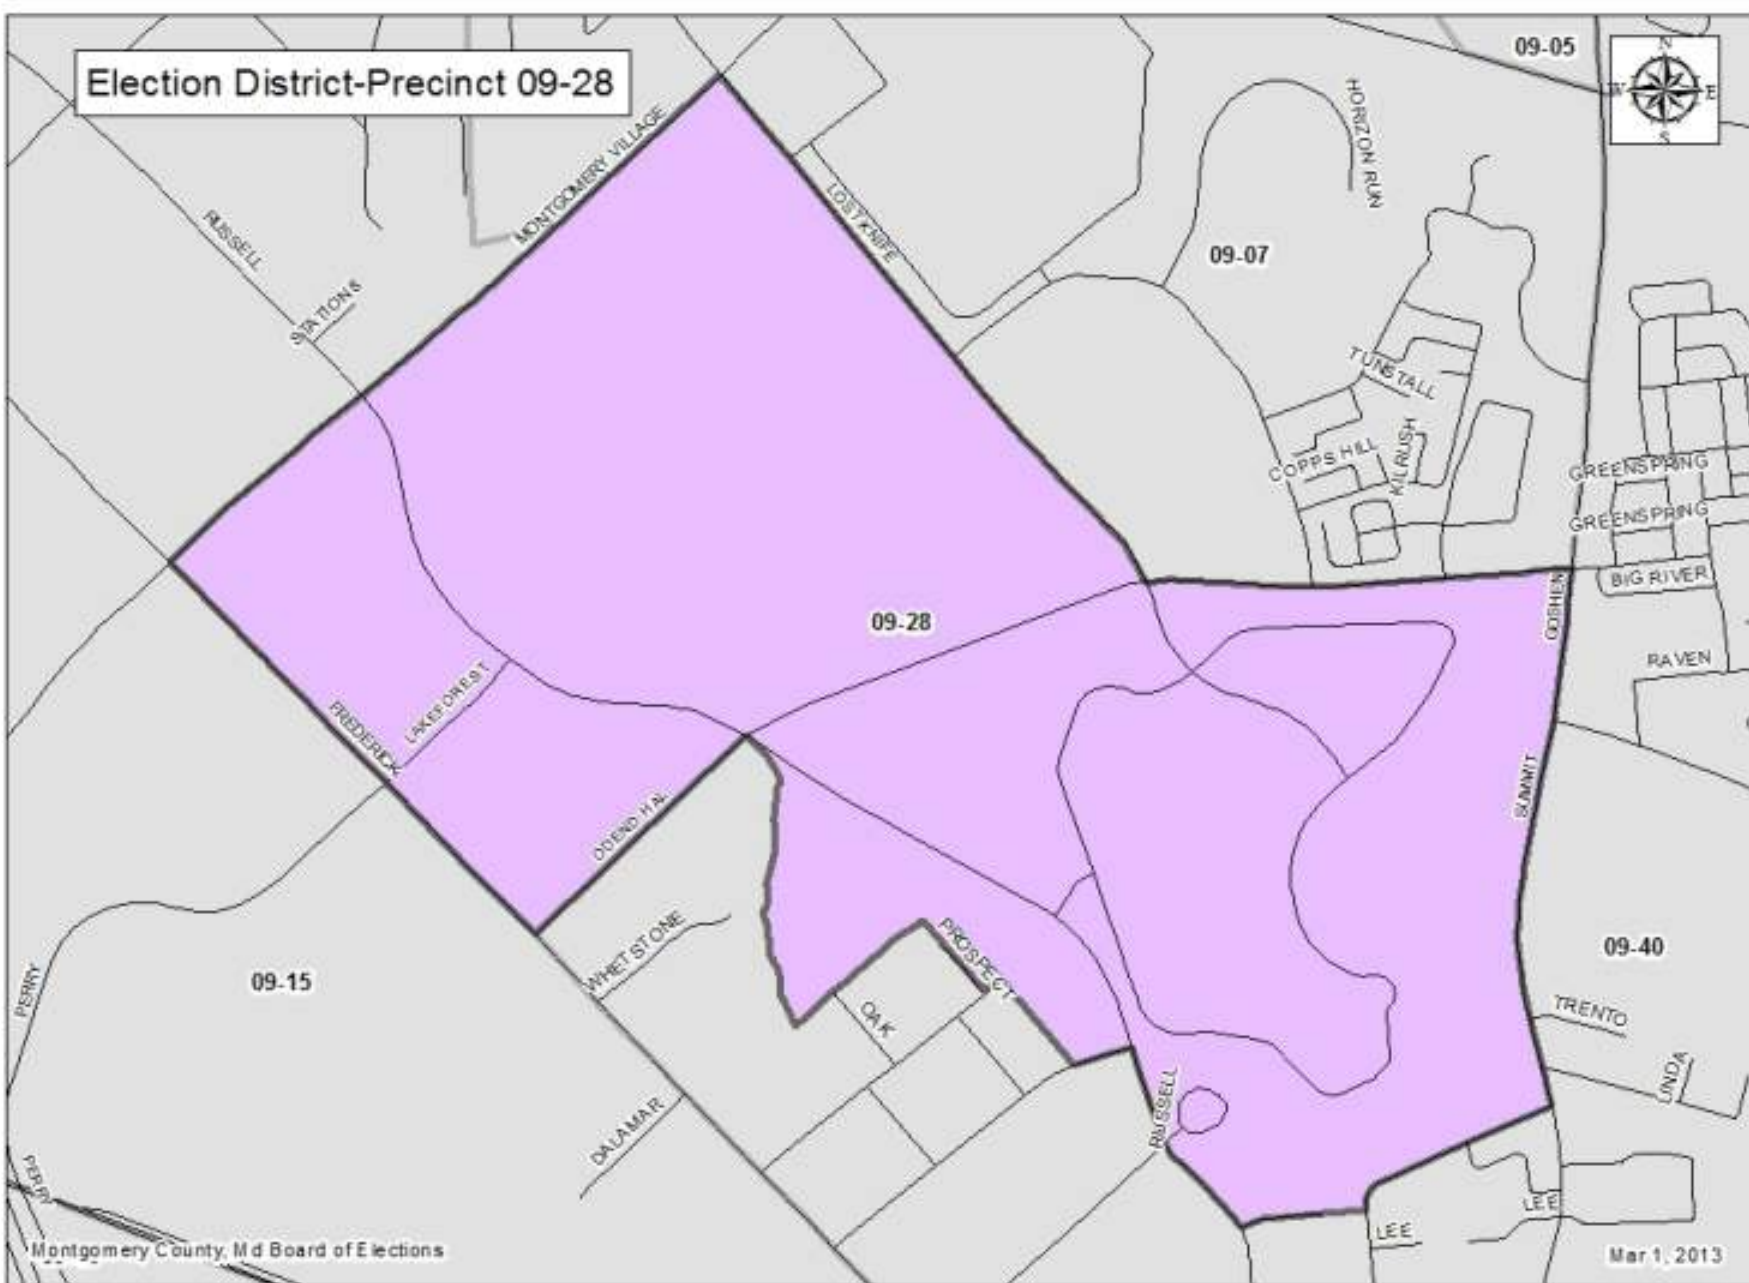 Election District-Precinct 09-28
09-05
N
W
E
S
HORIZON RUN
MONTGOMERY VILLAGE
LOST KNIFE
RUSSELL
09-07
STATIONS
TUNSTALL
COPPS HILL
KILRUSH
GREENSPRING
GREENSPRING
BIG RIVER
GOSHEN
09-28
RAVEN
LAKEFOREST
FREDERICK
SUMMIT
ODEND HAL
WHETSTONE
PROSPECT
09-40
09-15
PERRY
OAK
TRENTO
LINDA
RUSSELL
DALAMAR
PERRY
LEE
LEE
Montgomery County, Md Board of Elections
Mar 1, 2013